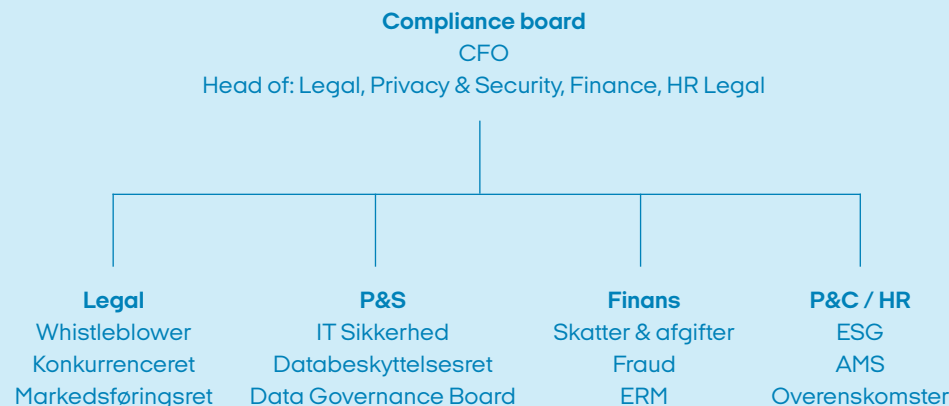 Compliance board
CFO
Head of: Legal, Privacy & Security, Finance, HR Legal
Legal
Whistleblower
Konkurrenceret
Markedsføringsret
P&S
IT Sikkerhed
Databeskyttelsesret
Data Governance Board
Finans
Skatter & afgifter
Fraud
ERM
P&C / HR
ESG
AMS
Overenskomster